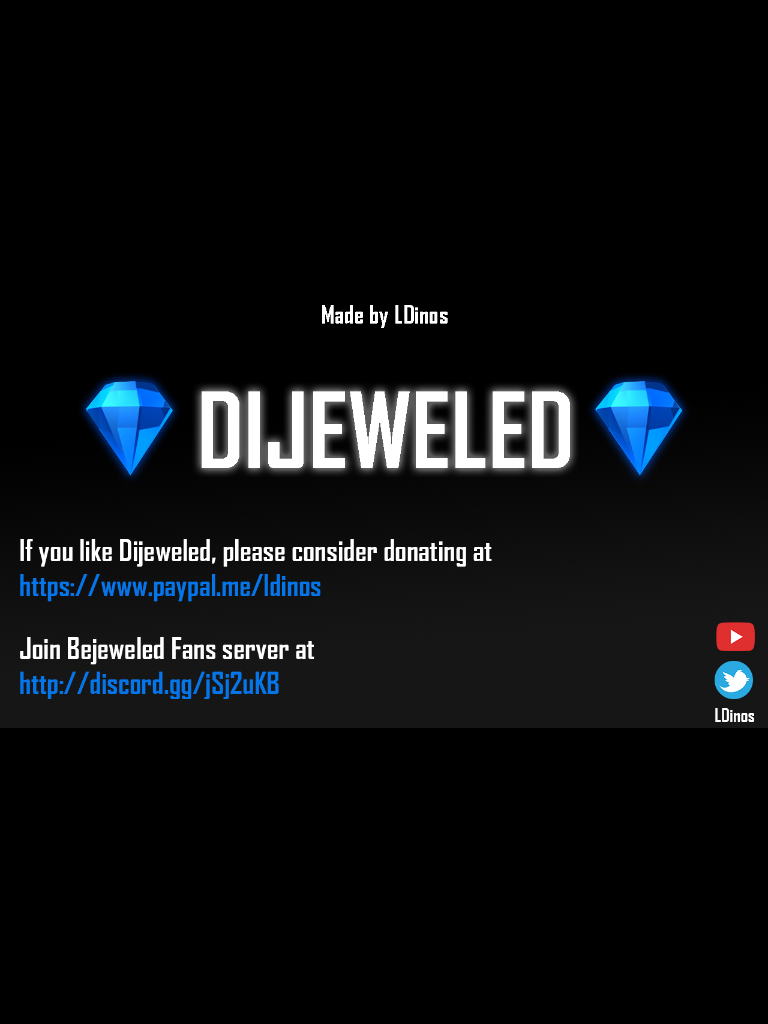 Made by LDinos
DIJEWELED
If you like Dijeweled, please consider donating at
https://www.paypal.me/ldinos
Join Bejeweled Fans server at
http://discord.gg/jSj2uKB
LDinos